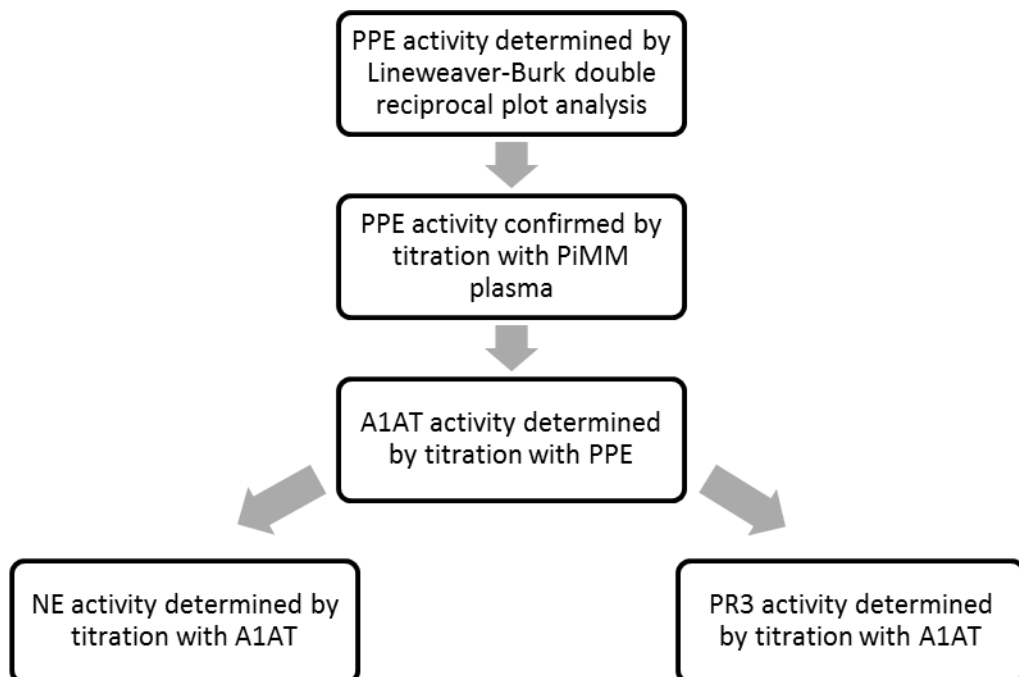 PPE activity determined by
Lineweaver-Burk double
reciprocal plot analysis
PPE activity confirmed by
titration with PiMM
plasma
A1AT activity determined
by titration with PPE
NE activity determined by
titration with A1AT
PR3 activity determined
by titration with A1AT